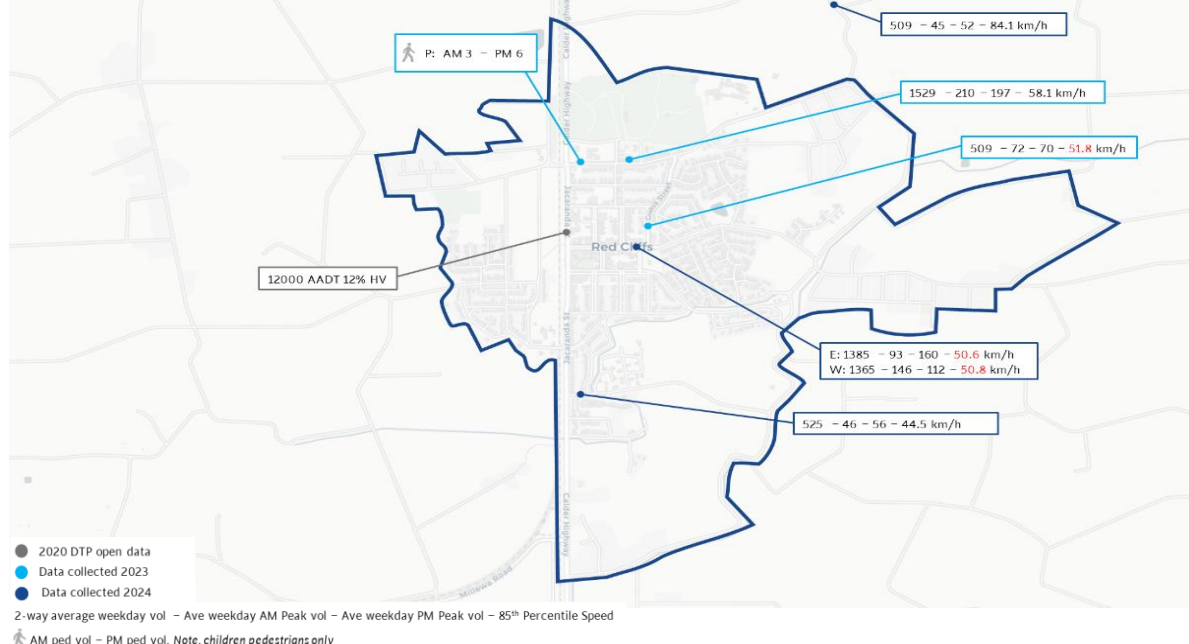 509 – 45 – 52 – 84.1 km/h
P: AM 3 – PM 6
Calder Highway
1529 – 210 – 197 – 58.1 km/h
Calder Highway
509 – 72 – 70 – 51.8 km/h
Red Cliffs
12000 AADT 12% HV
Jacaranda St
E: 1385 – 93 – 160 – 50.6 km/h
W: 1365 – 146 – 112 – 50.8 km/h
525 – 46 – 56 – 44.5 km/h
Calder Highway
Millewa Road
2020 DTP open data
Data collected 2023
Data collected 2024
2-way average weekday vol – Ave weekday AM Peak vol – Ave weekday PM Peak vol – 85th Percentile Speed
AM ped vol – PM ped vol. Note, children pedestrians only